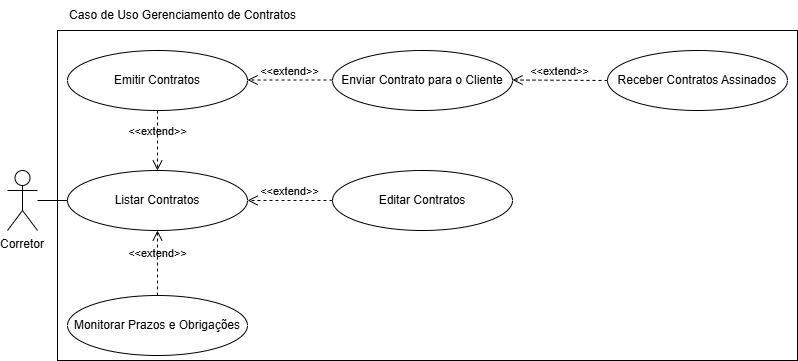 Caso de Uso Gerenciamento de Contratos
Emitir Contratos
<<extend>>
Enviar Contrato para o Cliente
<<extend>>
Receber Contratos Assinados
<<extend>>
Listar Contratos
<<extend>>
Editar Contratos
Corretor
<<extend>>
Monitorar Prazos e Obrigações